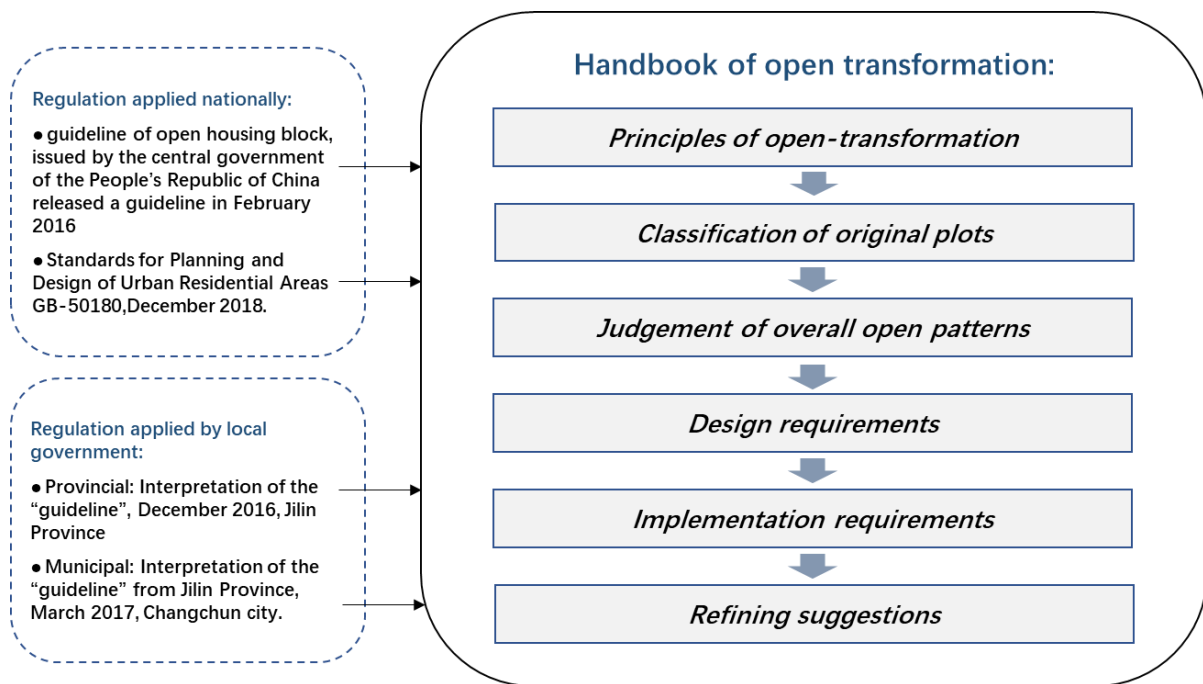 Regulation applied nationally:
● guideline of open housing block,
issued by the central government
of the People's Republic of China
released a guideline in February
2016
● Standards for Planning and
Design of Urban Residential Areas
GB-50180,December 2018.
Regulation applied by local
government:
● Provincial: Interpretation of the
“guideline”, December 2016, Jilin
Province
● Municipal: Interpretation of the
“guideline” from Jilin Province,
March 2017, Changchun city.
Handbook of open transformation:
Principles of open-transformation
Classification of original plots
Judgement of overall open patterns
Design requirements
Implementation requirements
Refining suggestions